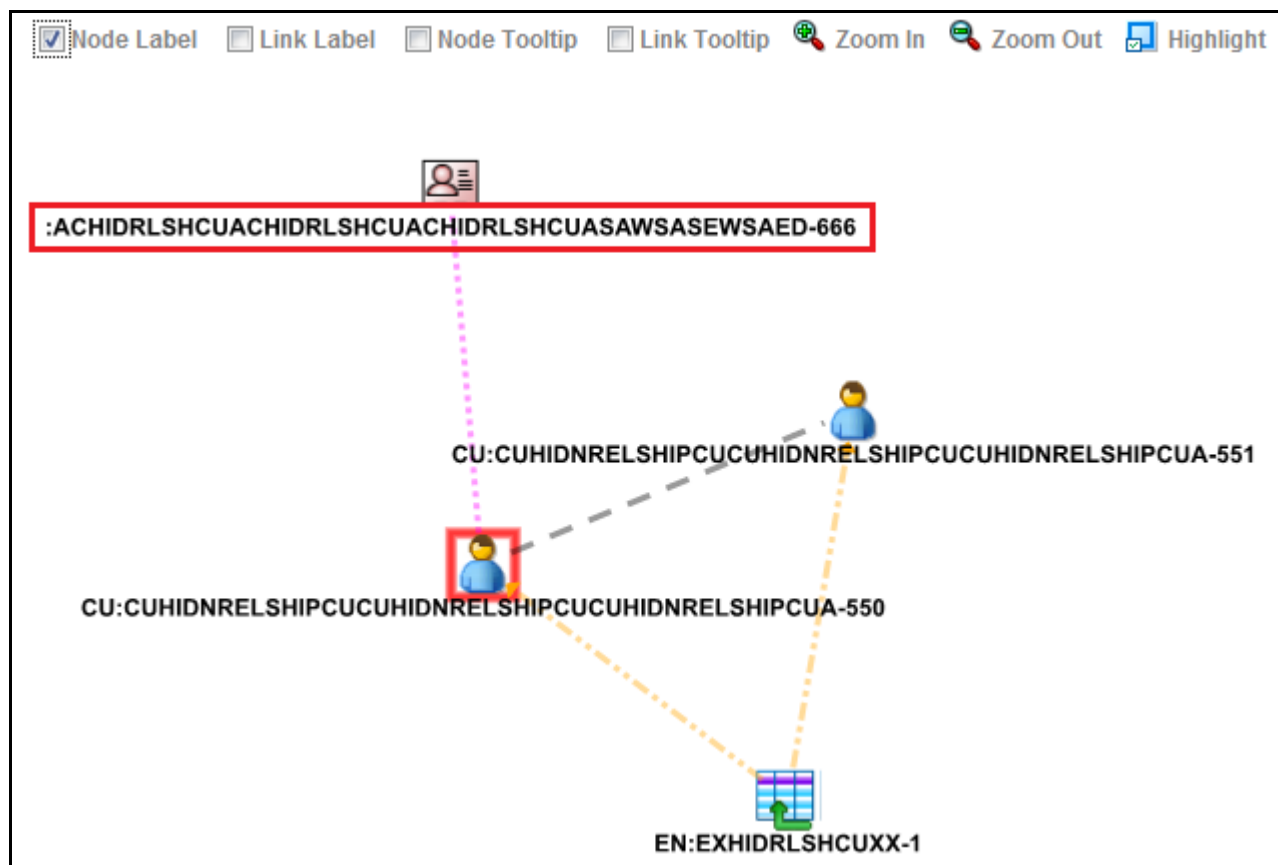 Node Label Link Label Node Tooltip Link Tooltip Zoom In Zoom Out Highlight
:ACHIDRLSHCUACHIDRLSHCUACHIDRLSHCUASAWSASEWSAED-666
CU:CUHIDNRELSHIPCUCUHIDNRELSHIPCUCUHIDNRELSHIPCUA-551
CU:CUHIDNRELSHIPCUCUHIDNRELSHIPCUCUHIDNRELSHIPCUA-550
EN:EXHIDRLSHCUXX-1